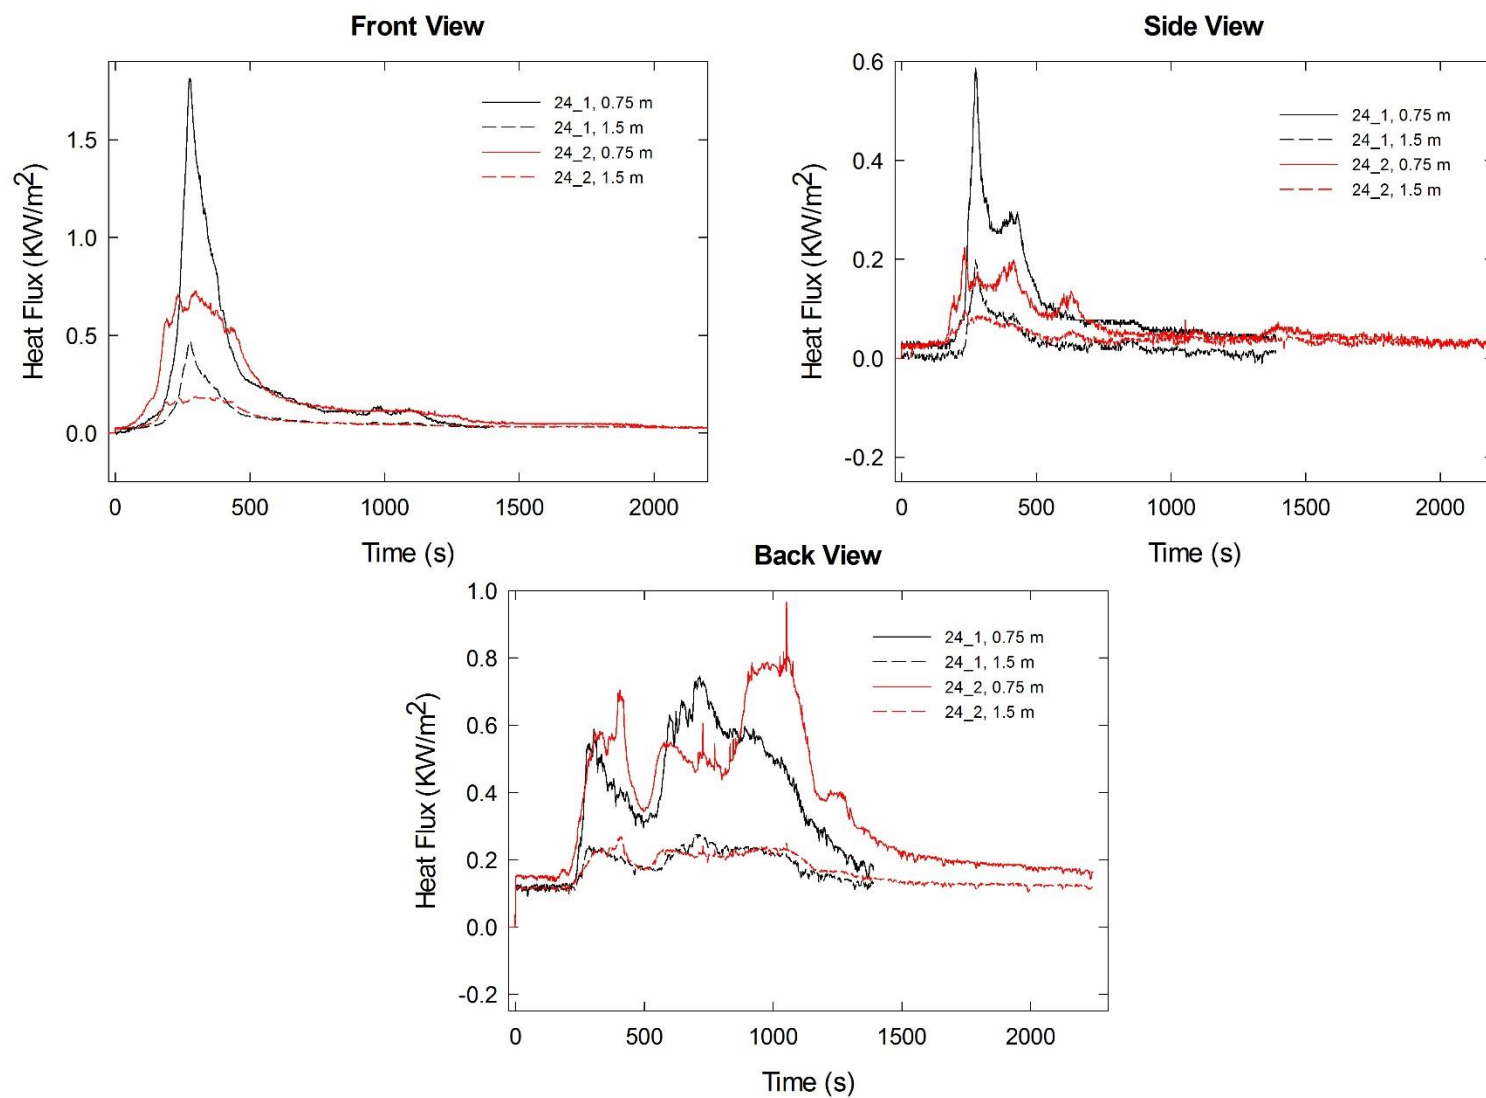 Front View
Heat Flux (KW/m2)
1.5
1.0
0.5
0.0
24_1, 0.75 m
24_1, 1.5 m
24_2, 0.75 m
24_2, 1.5 m
0 500 1000 1500 2000
Time (s)
Side View
Heat Flux (KW/m2)
0.6
0.4
0.2
0.0
-0.2
24_1, 0.75 m
24_1, 1.5 m
24_2, 0.75 m
24_2, 1.5 m
0 500 1000 1500 2000
Time (s)
Back View
Heat Flux (KW/m2)
1.0
0.8
0.6
0.4
0.2
0.0
-0.2
24_1, 0.75 m
24_1, 1.5 m
24_2, 0.75 m
24_2, 1.5 m
0 500 1000 1500 2000
Time (s)